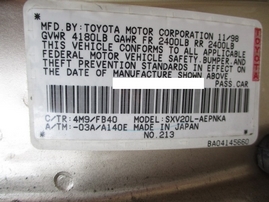 MFD.BY:TOYOTA MOTOR CORPORATION 11/98
GVWR 4180LB GAWR FR 2400LB RR 2400LB
THIS VEHICLE CONFORMS TO ALL APPLICABLE
FEDERAL MOTOR VEHICLE SAFETY,BUMPER,AND
THEFT PREVENTION STANDARDS IN EFFECT ON
THE DATE OF MANUFACTURE SHOWN ABOVE.
PASS.CAR
C/TR: 4M9/FB40 MODEL:SXV20L-AEPNKA
A/TM: -03A/A140E MADE IN JAPAN
NO.213
BA04145660
TOYOTA